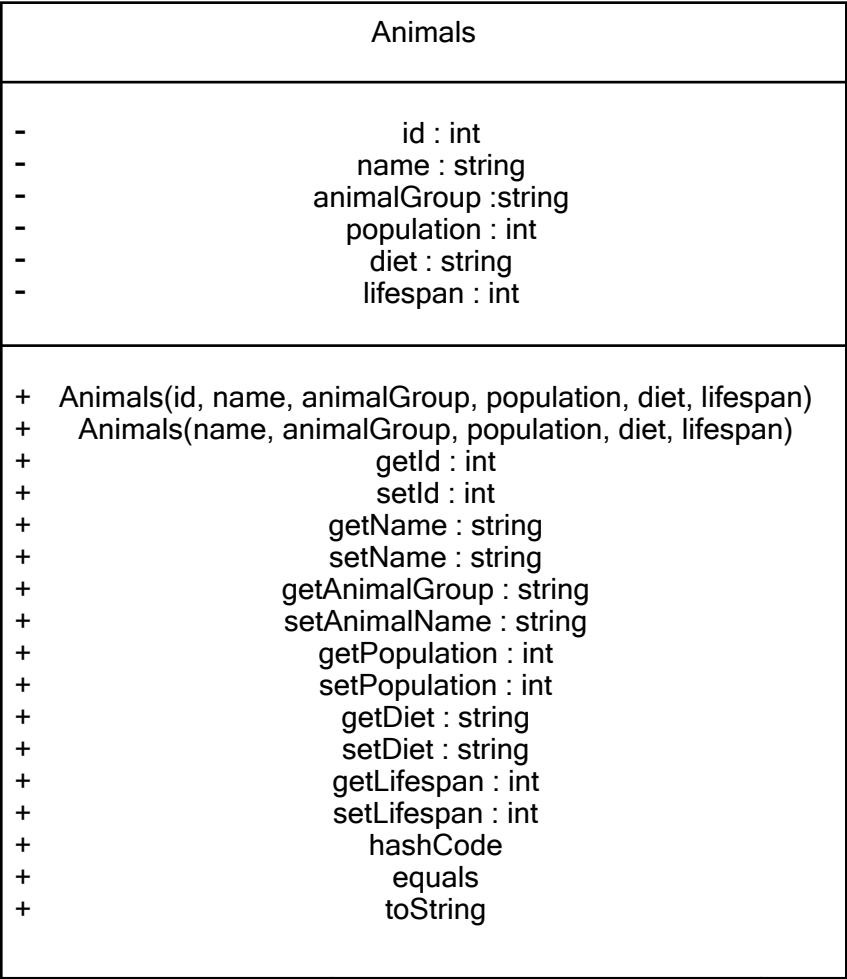 Animals
- id : int
- name : string
- animalGroup :string
- population : int
- diet : string
- lifespan : int
+ Animals(id, name, animalGroup, population, diet, lifespan)
+ Animals(name, animalGroup, population, diet, lifespan)
+ getId : int
+ setId : int
+ getName : string
+ setName : string
+ getAnimalGroup : string
+ setAnimalName : string
+ getPopulation : int
+ setPopulation : int
+ getDiet : string
+ setDiet : string
+ getLifespan : int
+ setLifespan : int
+ hashCode
+ equals
+ toString